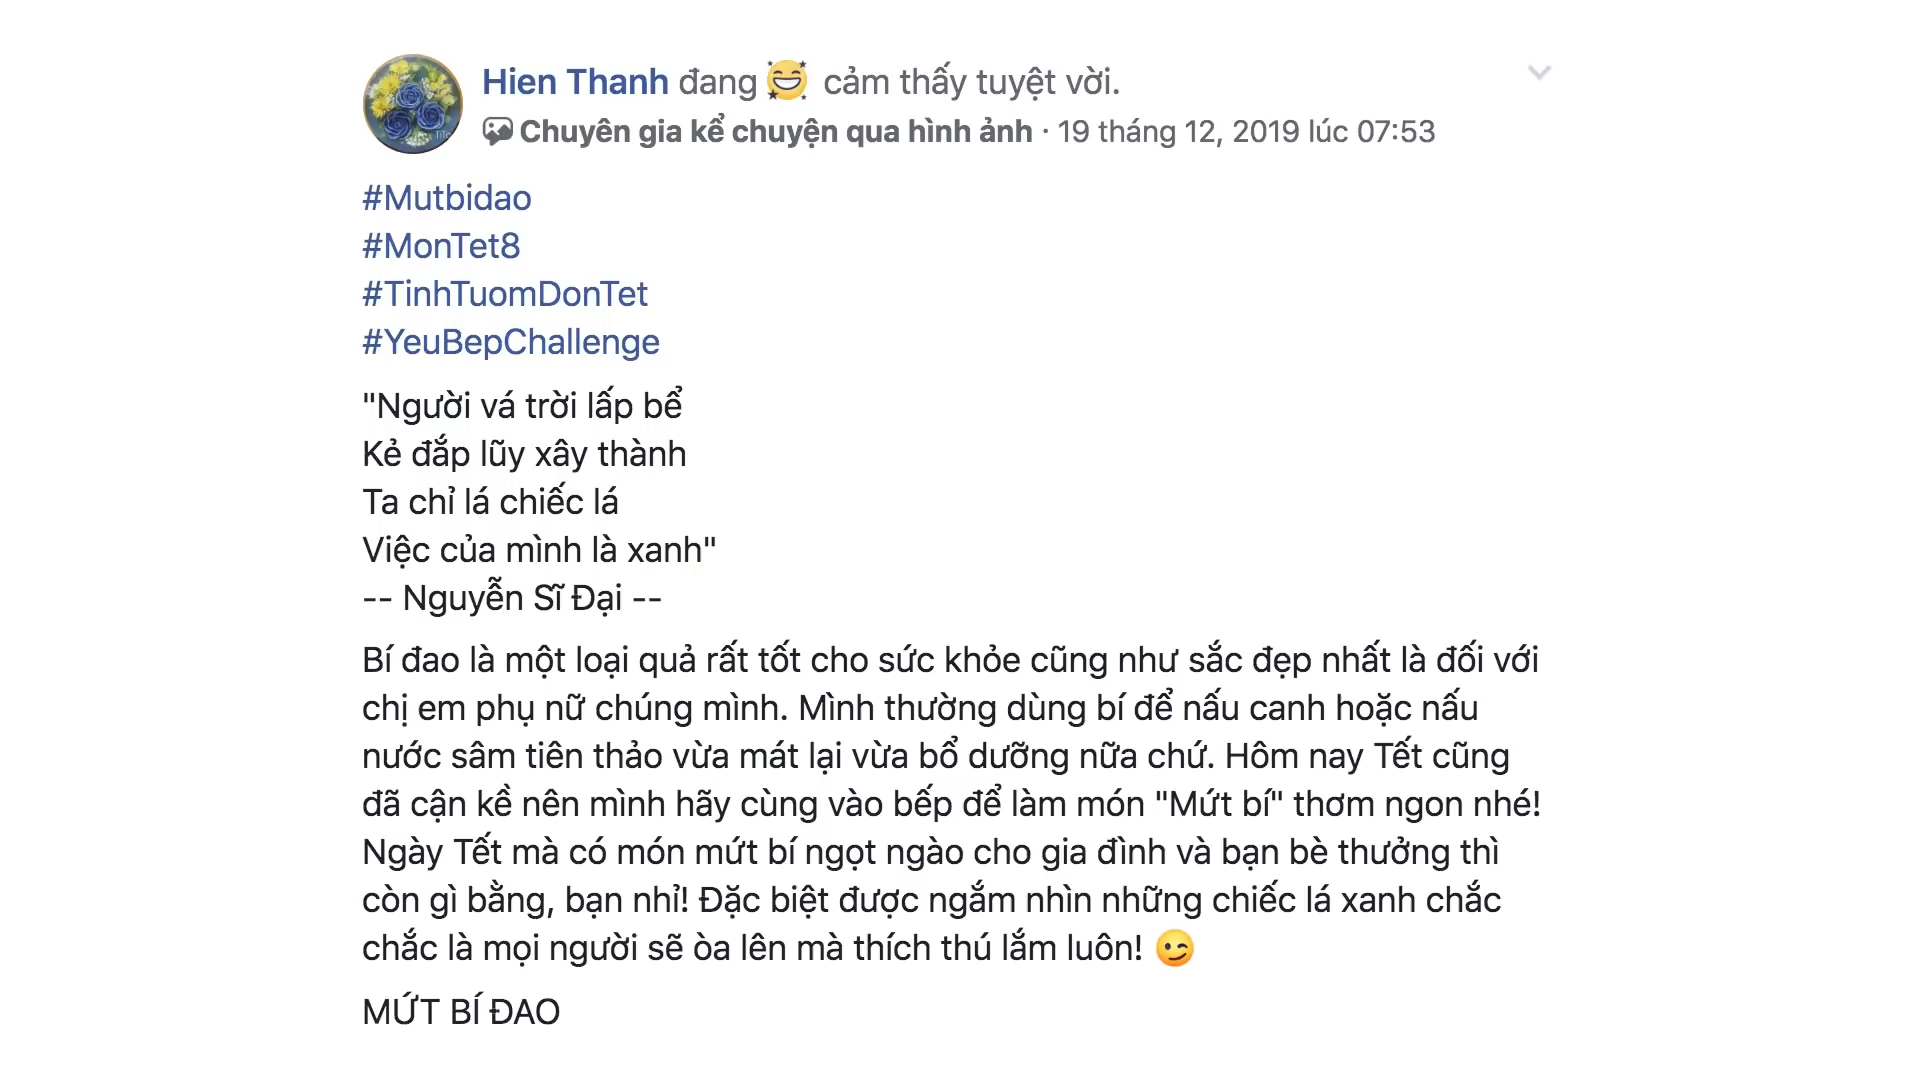 Hien Thanh đang cảm thấy tuyệt vời.
Chuyên gia kể chuyện qua hình ảnh · 19 tháng 12, 2019 lúc 07:53
TiTe
#Mutbidao
#MonTet8
#TinhTuomDonTet
#YeuBepChallenge
"Người vá trời lấp bể
Kẻ đắp lũy xây thành
Ta chỉ lá chiếc lá
Việc của mình là xanh"
-- Nguyễn Sĩ Đại --
Bí đao là một loại quả rất tốt cho sức khỏe cũng như sắc đẹp nhất là đối với
chị em phụ nữ chúng mình. Mình thường dùng bí để nấu canh hoặc nấu
nước sâm tiên thảo vừa mát lại vừa bổ dưỡng nữa chứ. Hôm nay Tết cũng
đã cận kề nên mình hãy cùng vào bếp để làm món "Mứt bí" thơm ngon nhé!
Ngày Tết mà có món mứt bí ngọt ngào cho gia đình và bạn bè thưởng thì
còn gì bằng, bạn nhỉ! Đặc biệt được ngắm nhìn những chiếc lá xanh chắc
chắc là mọi người sẽ òa lên mà thích thú lắm luôn! 😉
MỨT BÍ ĐAO